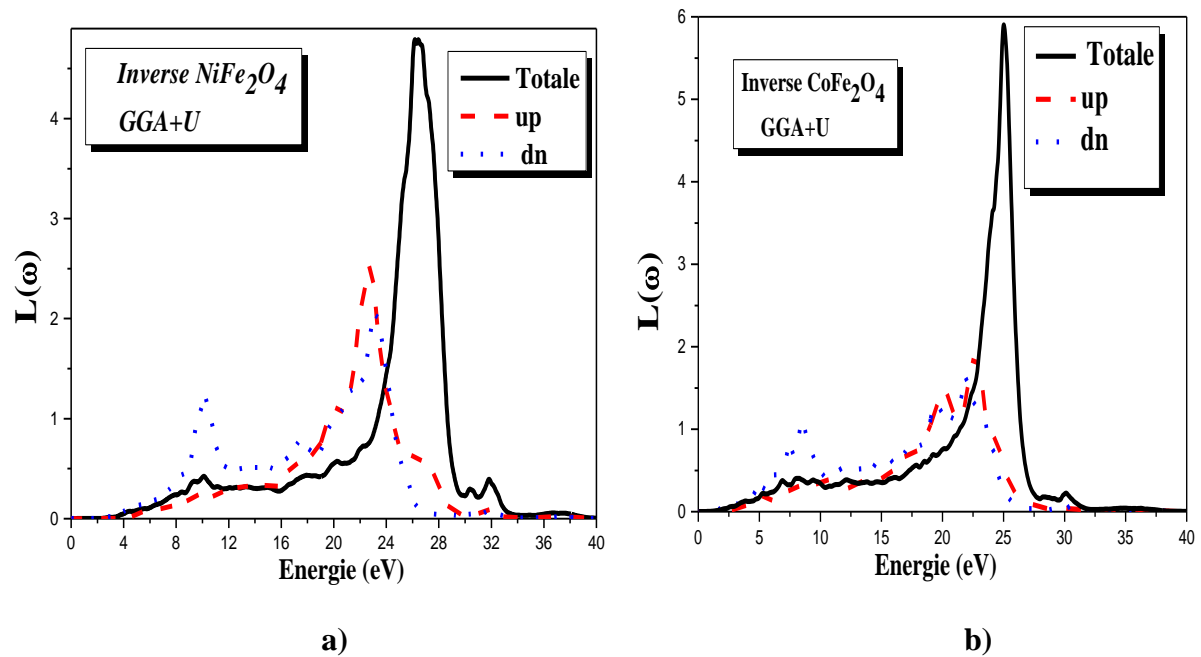 Inverse NiFe2O4
GGA+U
Totale
up
dn
L(ω)
4
3
2
1
0
0 4 8 12 16 20 24 28 32 36 40
Energie (eV)
a)
Inverse CoFe2O4
GGA+U
Totale
up
dn
L(ω)
6
5
4
3
2
1
0
0 5 10 15 20 25 30 35 40
Energie (eV)
b)